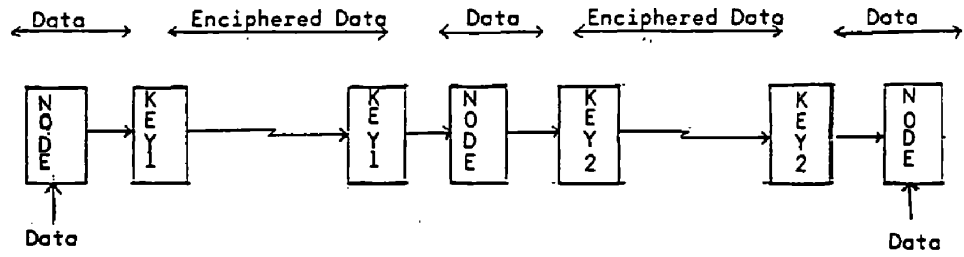 Data Enciphered Data Data Enciphered Data Data
NODE KEY1 KEY1 NODE KEY2 KEY2 NODE
Data Data